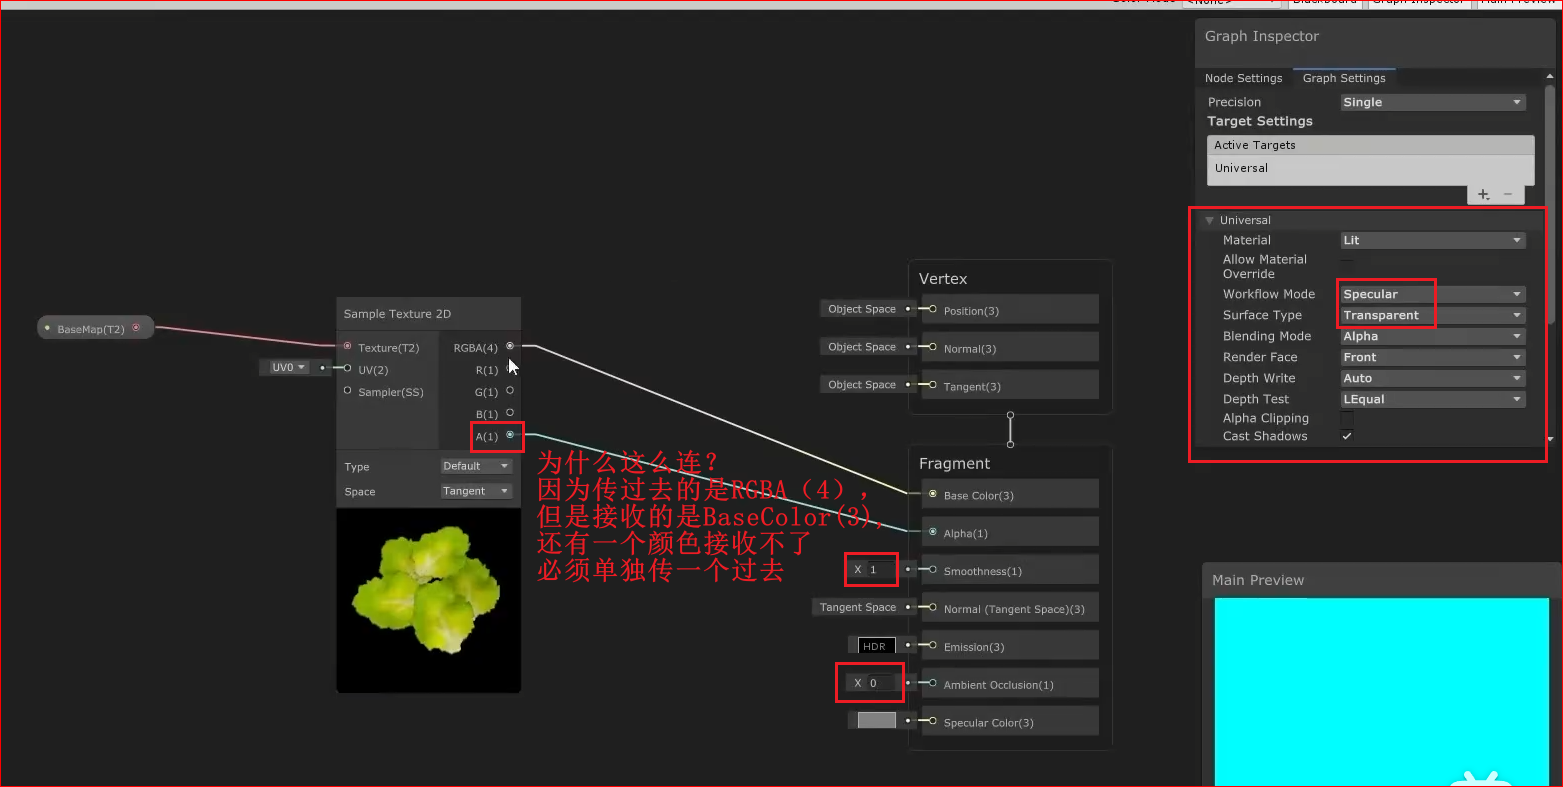 <None>
Graph Inspector
Node Settings
Graph Settings
Precision
Single
Target Settings
Active Targets
Universal
+
-
Universal
Material
Lit
Allow Material
Override
Workflow Mode
Specular
Surface Type
Transparent
Blending Mode
Alpha
Render Face
Front
Depth Write
Auto
Depth Test
LEqual
Alpha Clipping
Cast Shadows
BaseMap(T2)
Sample Texture 2D
Texture(T2)
RGBA(4)
UV0
UV(2)
R(1)
Sampler(SS)
G(1)
B(1)
A(1)
Type
Default
Space
Tangent
为什么这么连？
因为传过去的是RGBA（4），
但是接收的是BaseColor(3),
还有一个颜色接收不了
必须单独传一个过去
Vertex
Object Space
Position(3)
Object Space
Normal(3)
Object Space
Tangent(3)
Fragment
Base Color(3)
Alpha(1)
X 1
Smoothness(1)
Tangent Space
Normal (Tangent Space)(3)
HDR
Emission(3)
X 0
Ambient Occlusion(1)
Specular Color(3)
Main Preview